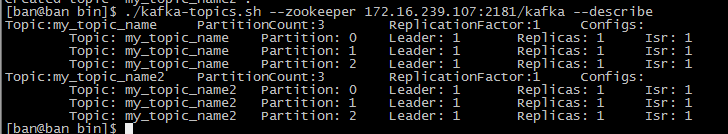 Created topic "my_topic_name2".
[ban@ban bin]$ ./kafka-topics.sh --zookeeper 172.16.239.107:2181/kafka --describe
Topic:my_topic_name PartitionCount:3 ReplicationFactor:1 Configs:
Topic: my_topic_name Partition: 0 Leader: 1 Replicas: 1 Isr: 1
Topic: my_topic_name Partition: 1 Leader: 1 Replicas: 1 Isr: 1
Topic: my_topic_name Partition: 2 Leader: 1 Replicas: 1 Isr: 1
Topic:my_topic_name2 PartitionCount:3 ReplicationFactor:1 Configs:
Topic: my_topic_name2 Partition: 0 Leader: 1 Replicas: 1 Isr: 1
Topic: my_topic_name2 Partition: 1 Leader: 1 Replicas: 1 Isr: 1
Topic: my_topic_name2 Partition: 2 Leader: 1 Replicas: 1 Isr: 1
[ban@ban bin]$